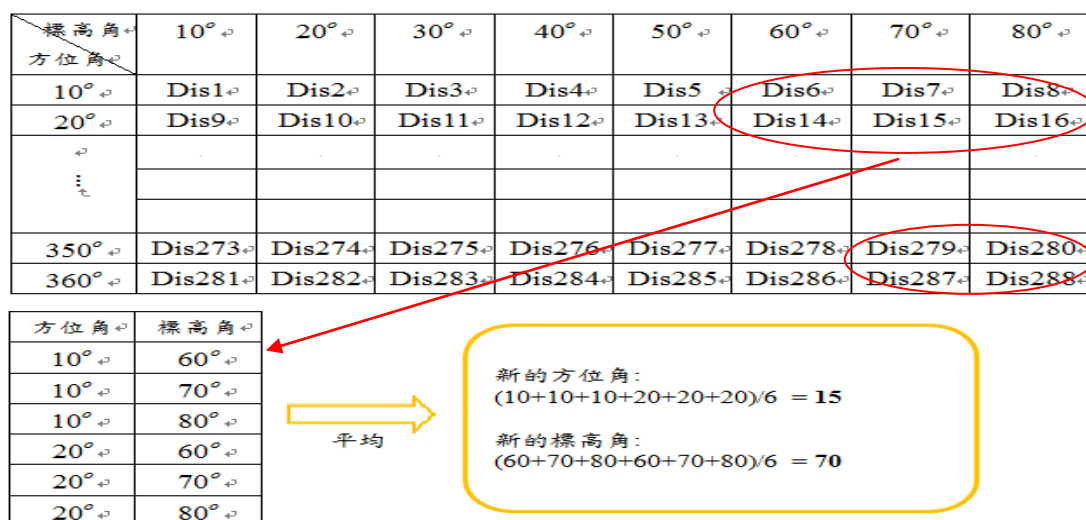 標高角 10° 20° 30° 40° 50° 60° 70° 80°
方位角
10° Dis1 Dis2 Dis3 Dis4 Dis5 Dis6 Dis7 Dis8
20° Dis9 Dis10 Dis11 Dis12 Dis13 Dis14 Dis15 Dis16
⋮
350° Dis273 Dis274 Dis275 Dis276 Dis277 Dis278 Dis279 Dis280
360° Dis281 Dis282 Dis283 Dis284 Dis285 Dis286 Dis287 Dis288
方位角 標高角
10° 60°
10° 70°
10° 80°
20° 60°
20° 70°
20° 80°
平均
新的方位角:
(10+10+10+20+20+20)/6 = 15
新的標高角:
(60+70+80+60+70+80)/6 = 70